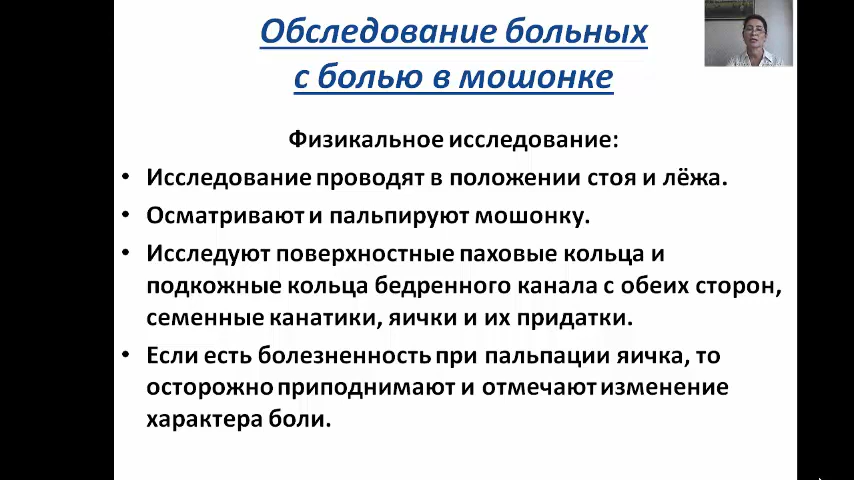 Обследование больных
с болью в мошонке
Физикальное исследование:
• Исследование проводят в положении стоя и лёжа.
• Осматривают и пальпируют мошонку.
• Исследуют поверхностные паховые кольца и
подкожные кольца бедренного канала с обеих сторон,
семенные канатики, яички и их придатки.
• Если есть болезненность при пальпации яичка, то
осторожно приподнимают и отмечают изменение
характера боли.